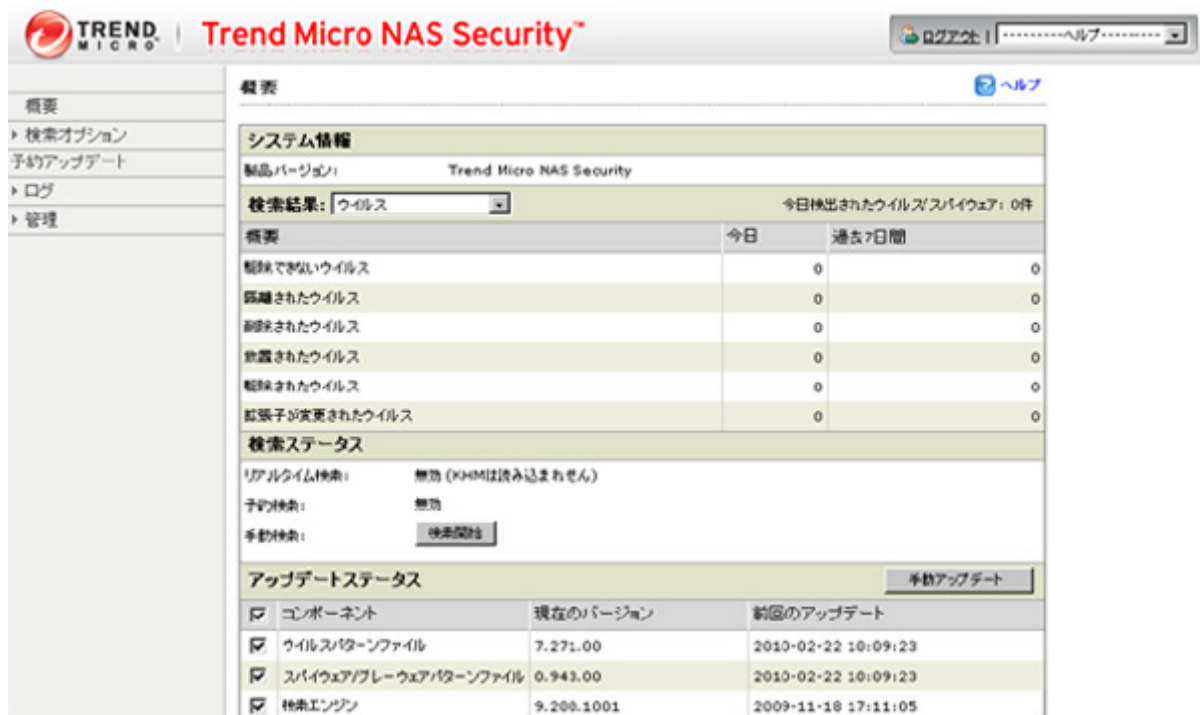 TREND MICRO
Trend Micro NAS Security™
ログアウト | ---------ヘルプ---------
概要
検索オプション
予約アップデート
ログ
管理
概要
ヘルプ
システム情報
製品バージョン: Trend Micro NAS Security
検索結果: ウイルス 今日検出されたウイルス/スパイウェア: 0件
概要 今日 過去7日間
駆除できないウイルス 0 0
隔離されたウイルス 0 0
削除されたウイルス 0 0
放置されたウイルス 0 0
駆除されたウイルス 0 0
拡張子が変更されたウイルス 0 0
検索ステータス
リアルタイム検索: 無効 (KHMは読み込まれせん)
予約検索: 無効
手動検索: 検索開始
アップデートステータス 手動アップデート
コンポーネント 現在のバージョン 前回のアップデート
ウイルスパターンファイル 7.271.00 2010-02-22 10:09:23
スパイウェア/グレーウェアパターンファイル 0.943.00 2010-02-22 10:09:23
検索エンジン 9.200.1001 2009-11-18 17:11:05